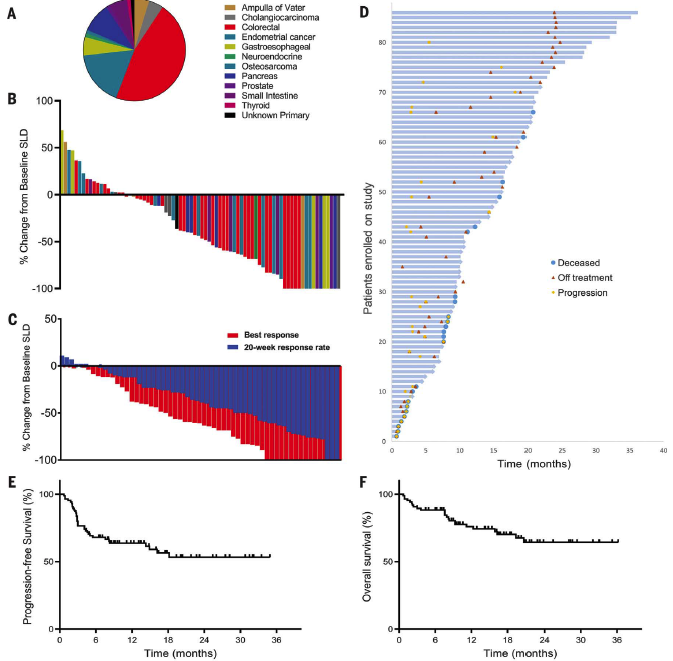 A
Ampulla of Vater
Cholangiocarcinoma
Colorectal
Endometrial cancer
Gastroesophageal
Neuroendocrine
Osteosarcoma
Pancreas
Prostate
Small Intestine
Thyroid
Unknown Primary
B
% Change from Baseline SLD
100
50
0
-50
-100
C
% Change from Baseline SLD
50
0
-50
-100
Best response
20-week response rate
D
Patients enrolled on study
80
70
60
50
40
30
20
10
0
Deceased
Off treatment
Progression
0 5 10 15 20 25 30 35 40
Time (months)
E
Progression-free Survival (%)
100
50
0 6 12 18 24 30 36
Time (months)
F
Overall survival (%)
100
50
0 6 12 18 24 30 36
Time (months)